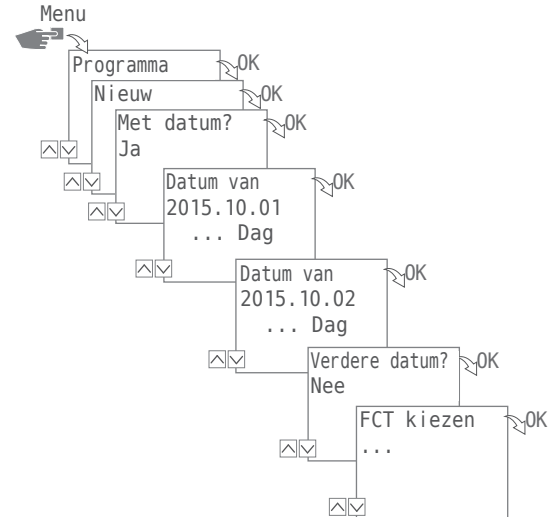 Menu
Programma
OK
Nieuw
OK
Met datum?
OK
Ja
Datum van
OK
2015.10.01
... Dag
Datum van
OK
2015.10.02
... Dag
Verdere datum?
OK
Nee
FCT kiezen
OK
...